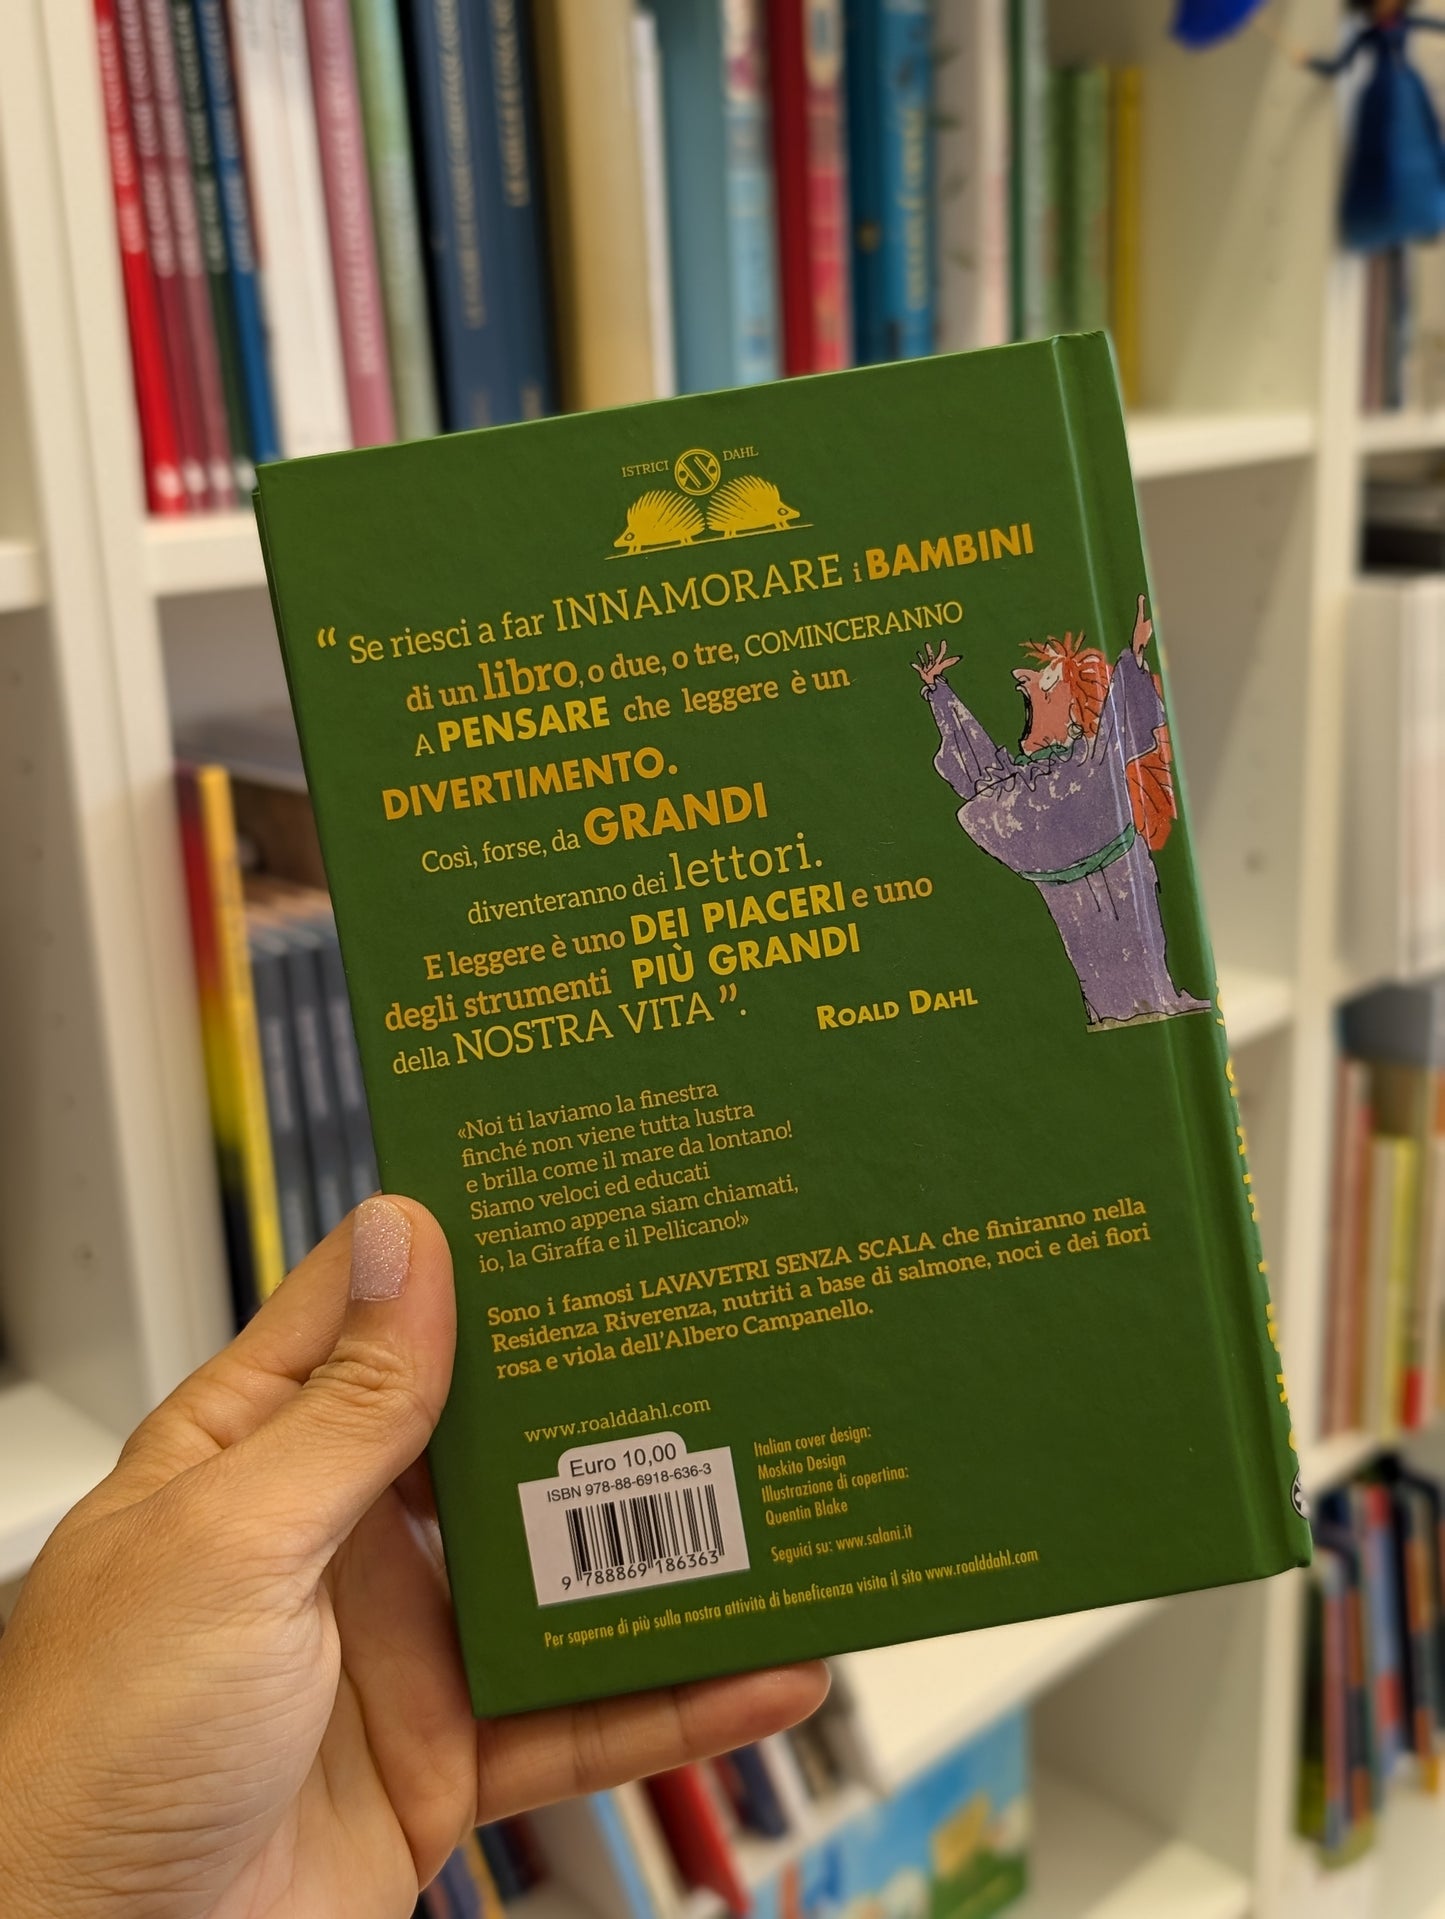 ISTRICI DAHL
“ Se riesci a far INNAMORARE i BAMBINI
di un libro, o due, o tre, COMINCERANNO
A PENSARE che leggere è un
DIVERTIMENTO.
Così, forse, da GRANDI
diventeranno dei lettori.
E leggere è uno DEI PIACERI e uno
degli strumenti PIÙ GRANDI
della NOSTRA VITA ”.
ROALD DAHL
«Noi ti laviamo la finestra
finché non viene tutta lustra
e brilla come il mare da lontano!
Siamo veloci ed educati
veniamo appena siam chiamati,
io, la Giraffa e il Pellicano!»
Sono i famosi LAVAVETRI SENZA SCALA che finiranno nella
Residenza Riverenza, nutriti a base di salmone, noci e dei fiori
rosa e viola dell'Albero Campanello.
www.roalddahl.com
Euro 10,00
ISBN 978-88-6918-636-3
9 788869 186363
Italian cover design:
Moskito Design
Illustrazione di copertina:
Quentin Blake
Seguici su: www.salani.it
Per saperne di più sulla nostra attività di beneficenza visita il sito www.roalddahl.com